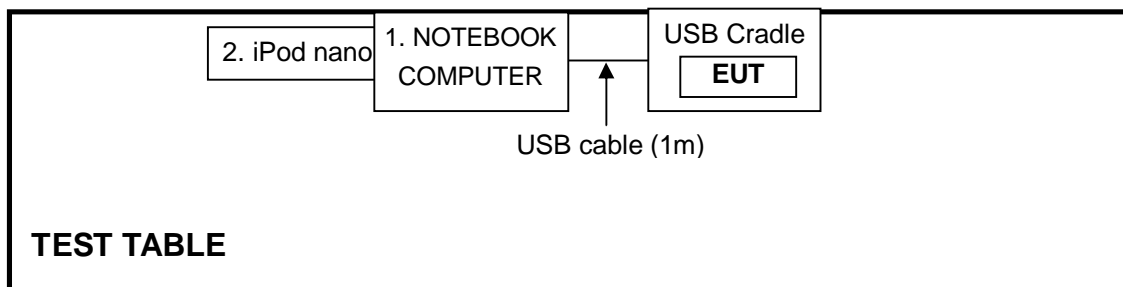 2. iPod nano
1. NOTEBOOK
COMPUTER
USB Cradle
EUT
USB cable (1m)
TEST TABLE